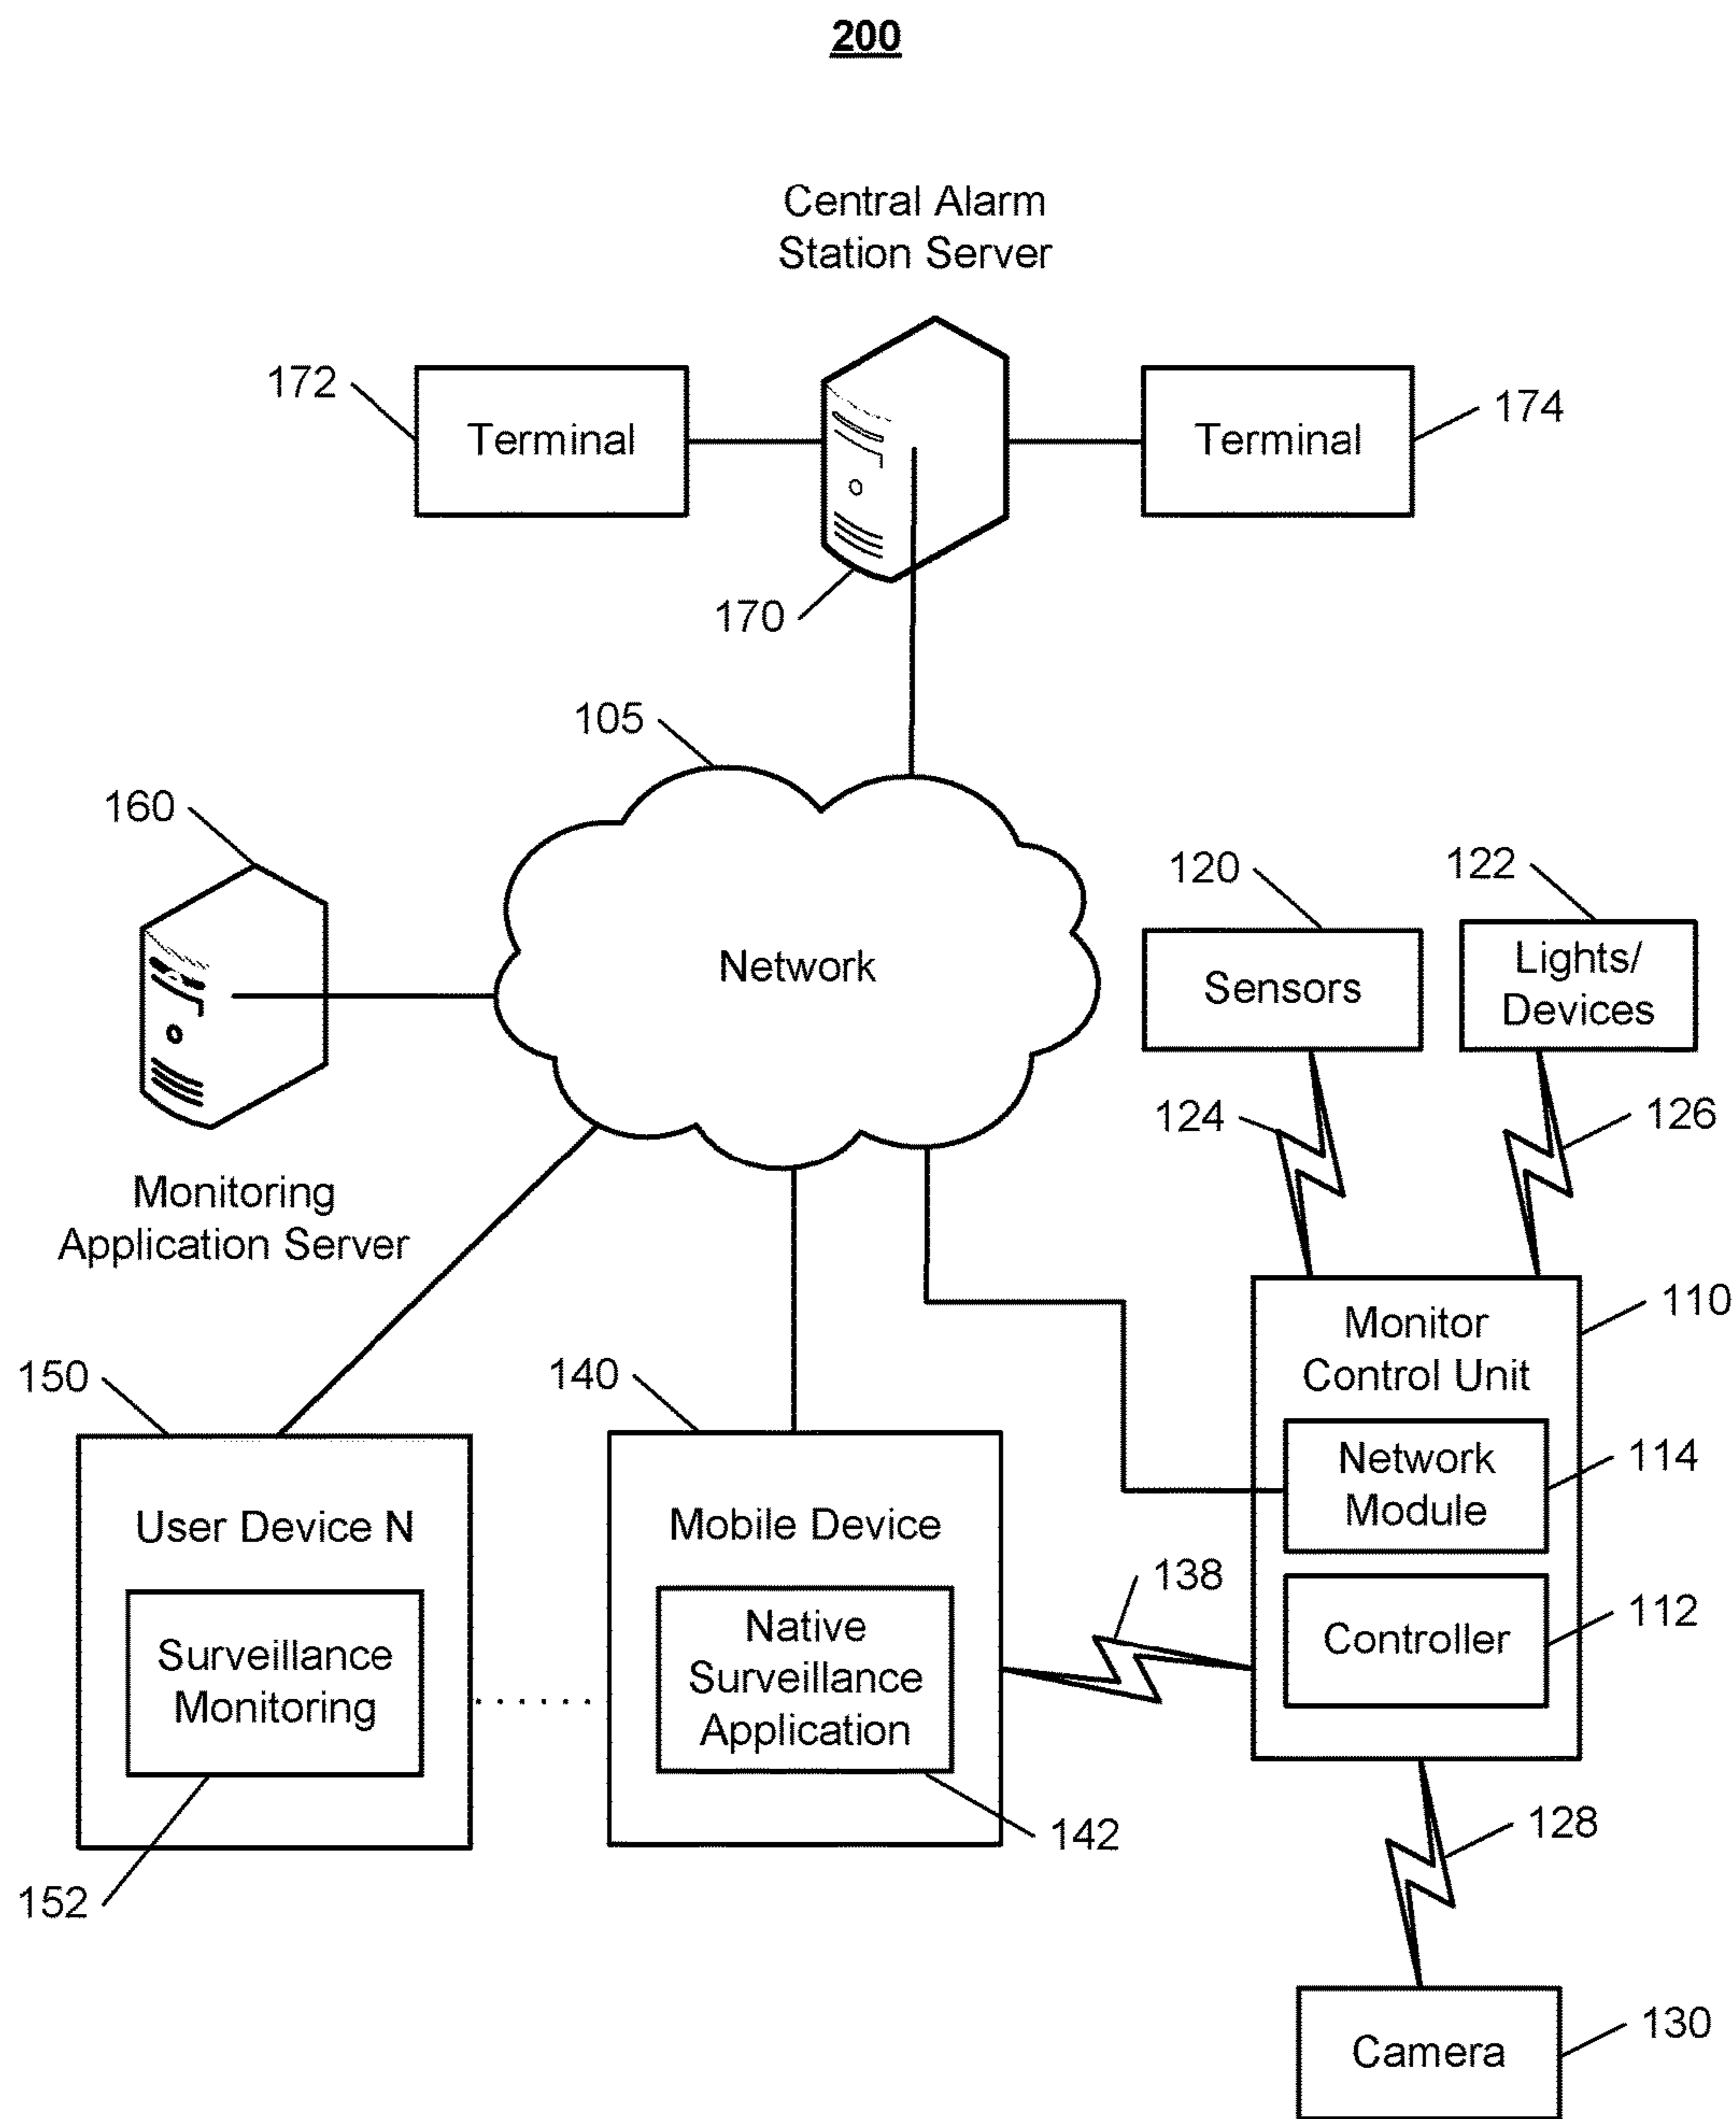 200
Central Alarm
Station Server
172
Terminal
Terminal
174
170
105
160
Network
120
Sensors
122
Lights/
Devices
124
126
Monitoring
Application Server
110
Monitor
Control Unit
150
140
User Device N
Mobile Device
Network
Module
114
138
Surveillance
Monitoring
Native
Surveillance
Application
Controller
112
152
142
128
Camera
130